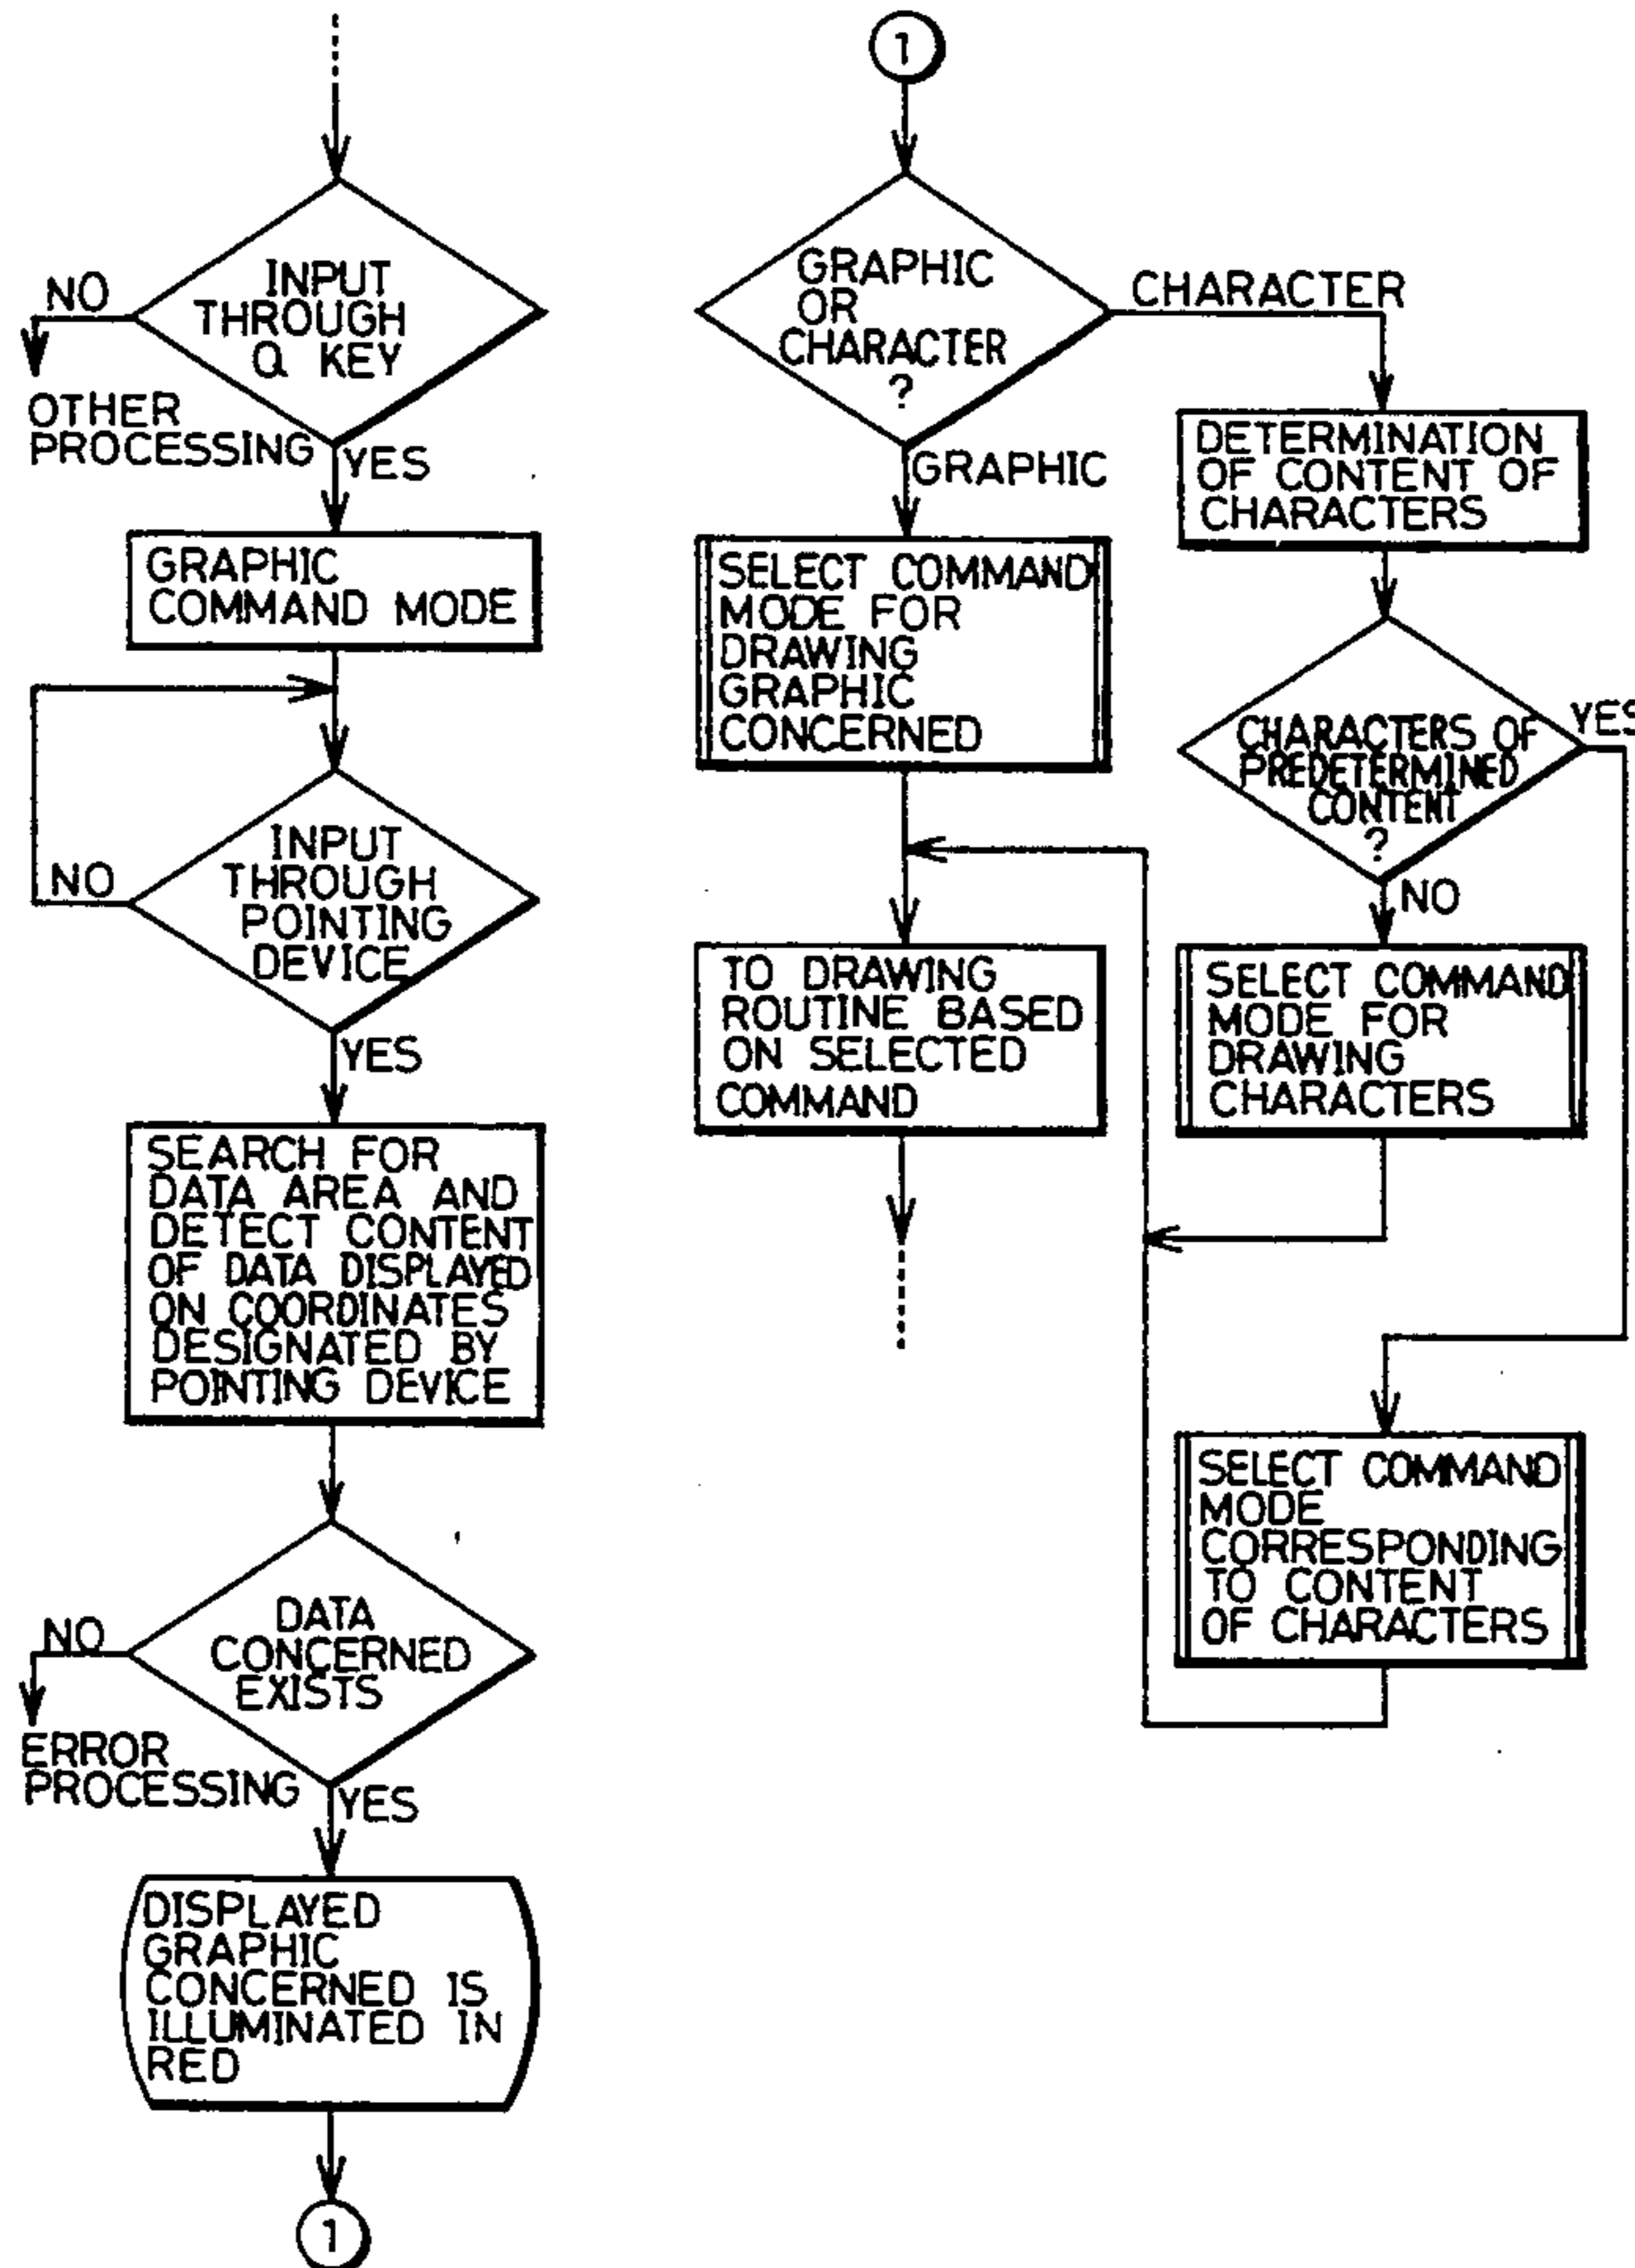 INPUT
THROUGH
Q KEY
NO
OTHER
PROCESSING
YES
GRAPHIC
COMMAND MODE
INPUT
THROUGH
POINTING
DEVICE
NO
YES
SEARCH FOR
DATA AREA AND
DETECT CONTENT
OF DATA DISPLAYED
ON COORDINATES
DESIGNATED BY
POINTING DEVICE
DATA
CONCERNED
EXISTS
NO
ERROR
PROCESSING
YES
DISPLAYED
GRAPHIC
CONCERNED IS
ILLUMINATED IN
RED
1
1
GRAPHIC
OR
CHARACTER
?
CHARACTER
GRAPHIC
SELECT COMMAND
MODE FOR
DRAWING
GRAPHIC
CONCERNED
TO DRAWING
ROUTINE BASED
ON SELECTED
COMMAND
DETERMINATION
OF CONTENT OF
CHARACTERS
CHARACTERS OF
PREDETERMINED
CONTENT
?
YES
NO
SELECT COMMAND
MODE FOR
DRAWING
CHARACTERS
SELECT COMMAND
MODE
CORRESPONDING
TO CONTENT
OF CHARACTERS